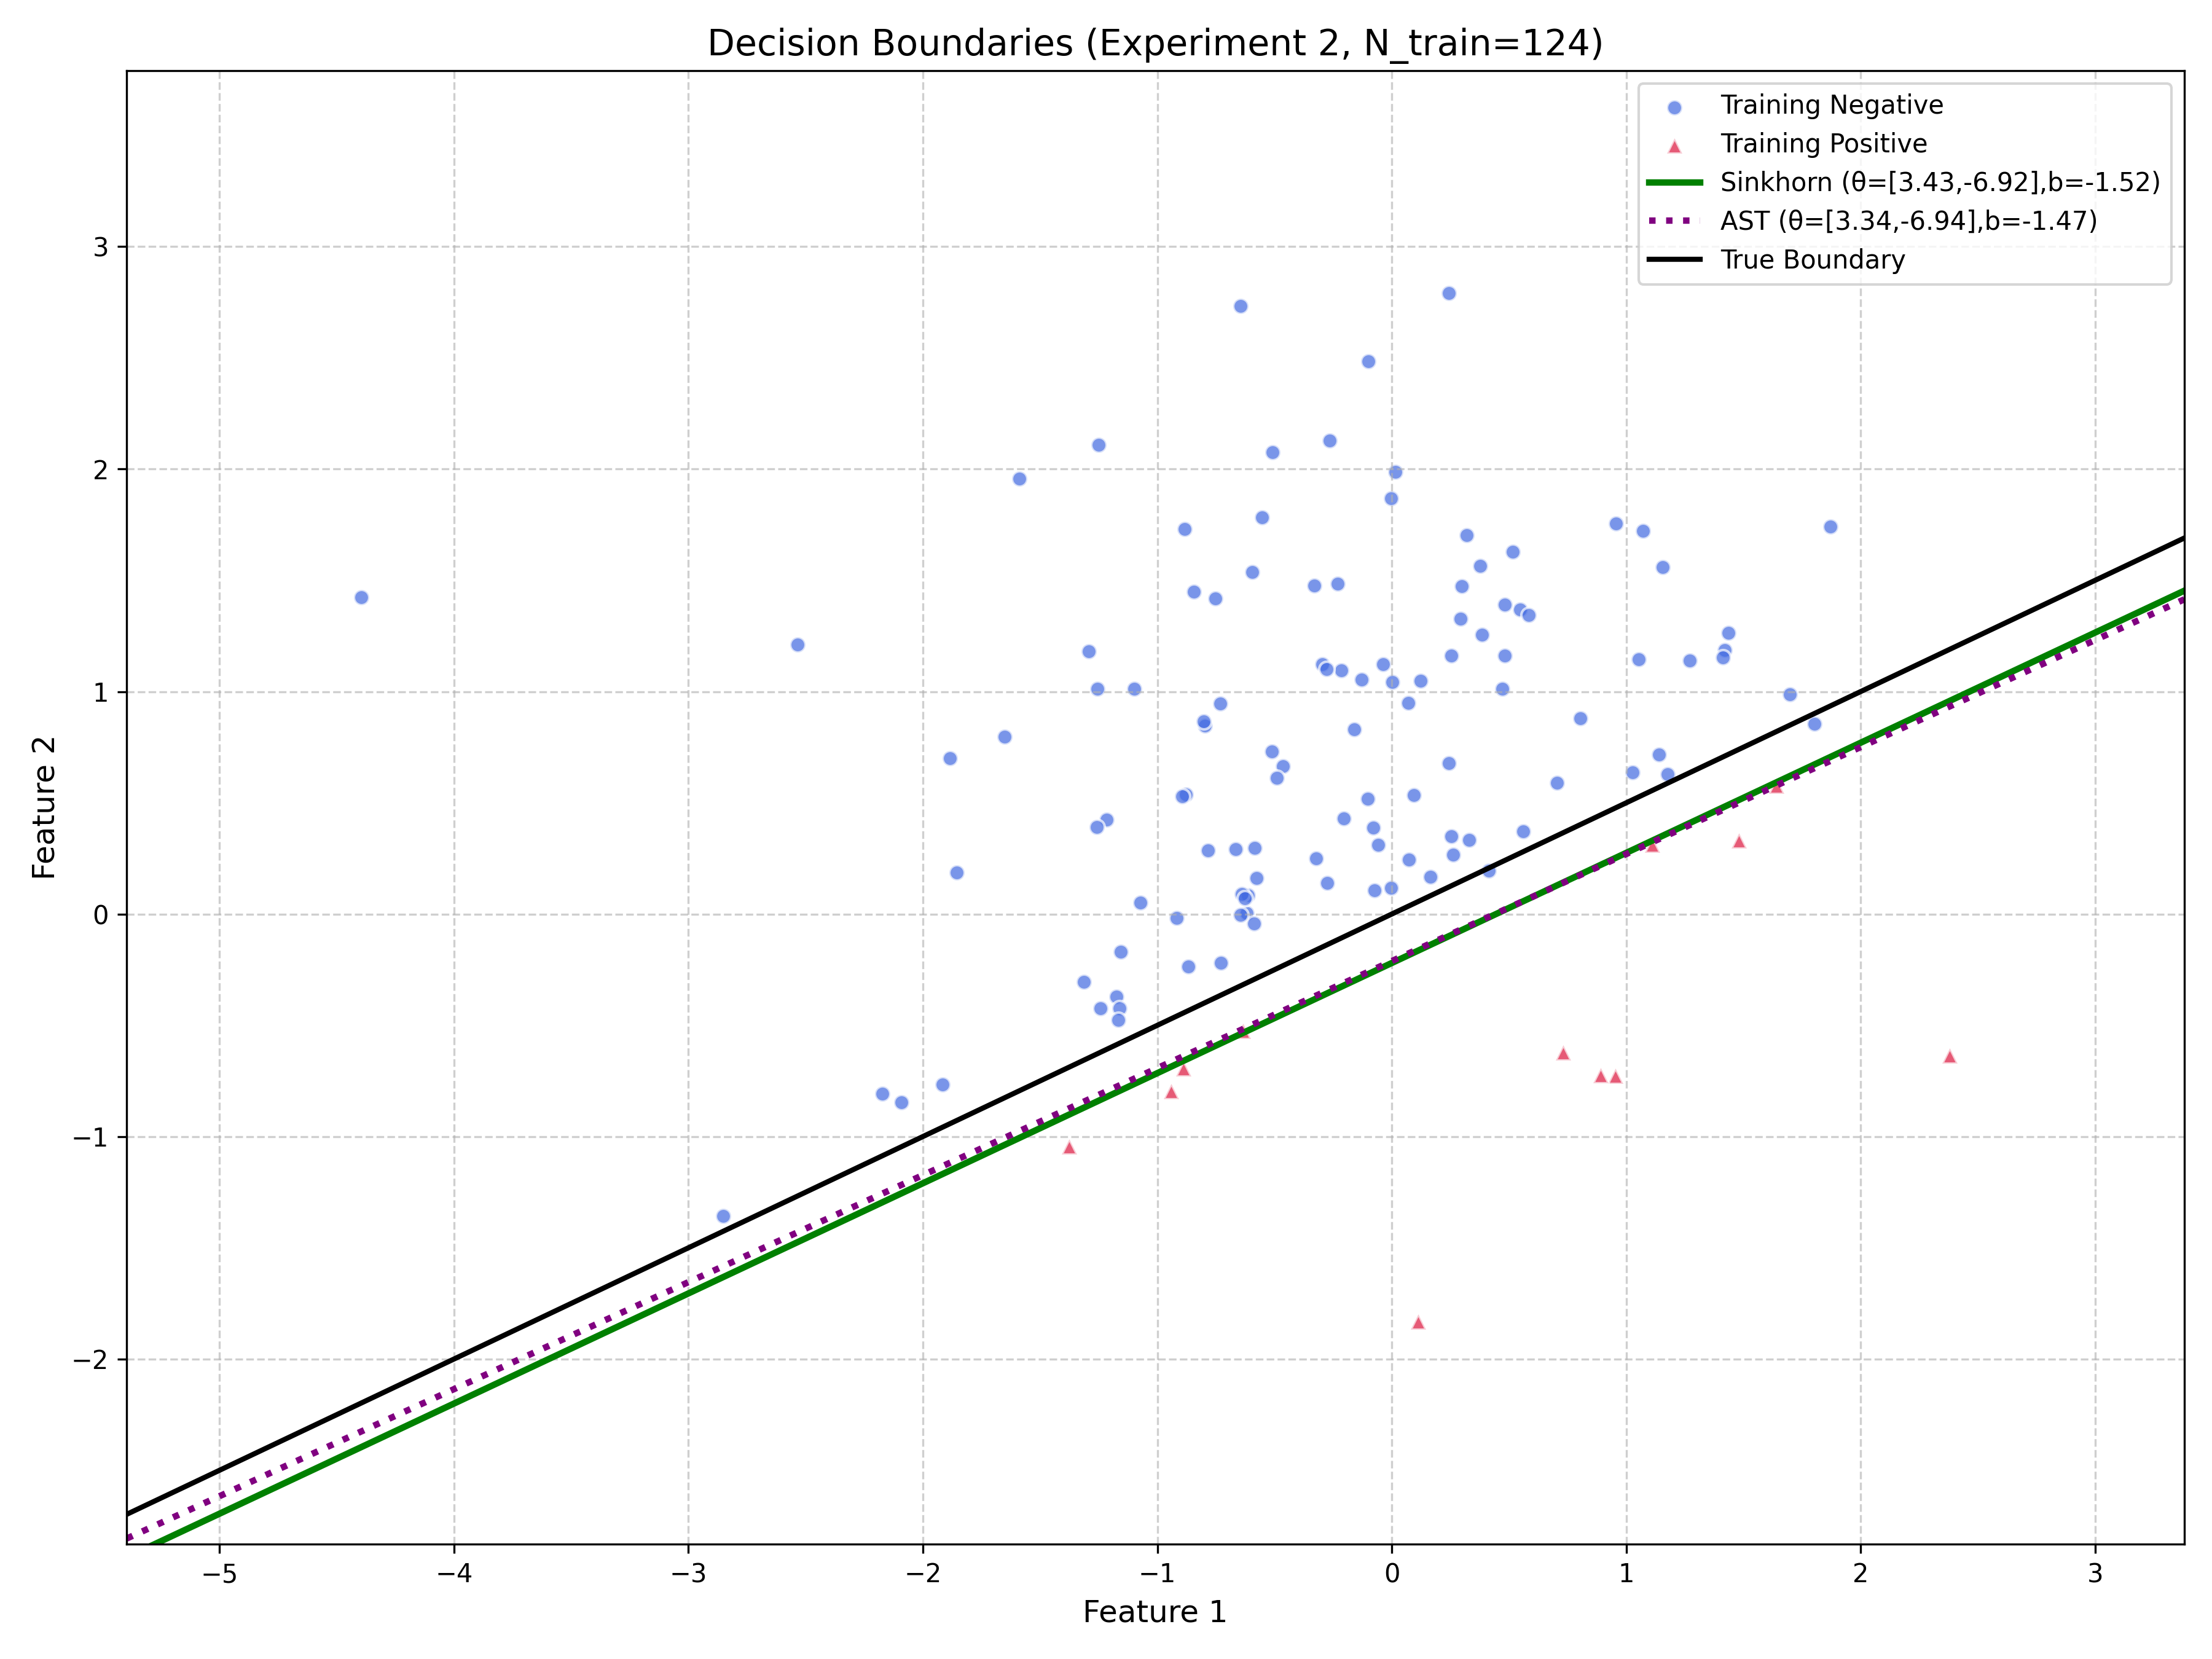 Decision Boundaries (Experiment 2, N_train=124)
Training Negative
Training Positive
Sinkhorn (θ=[3.43,-6.92],b=-1.52)
AST (θ=[3.34,-6.94],b=-1.47)
True Boundary
Feature 2
3
2
1
0
−1
−2
−5
−4
−3
−2
−1
0
1
2
3
Feature 1